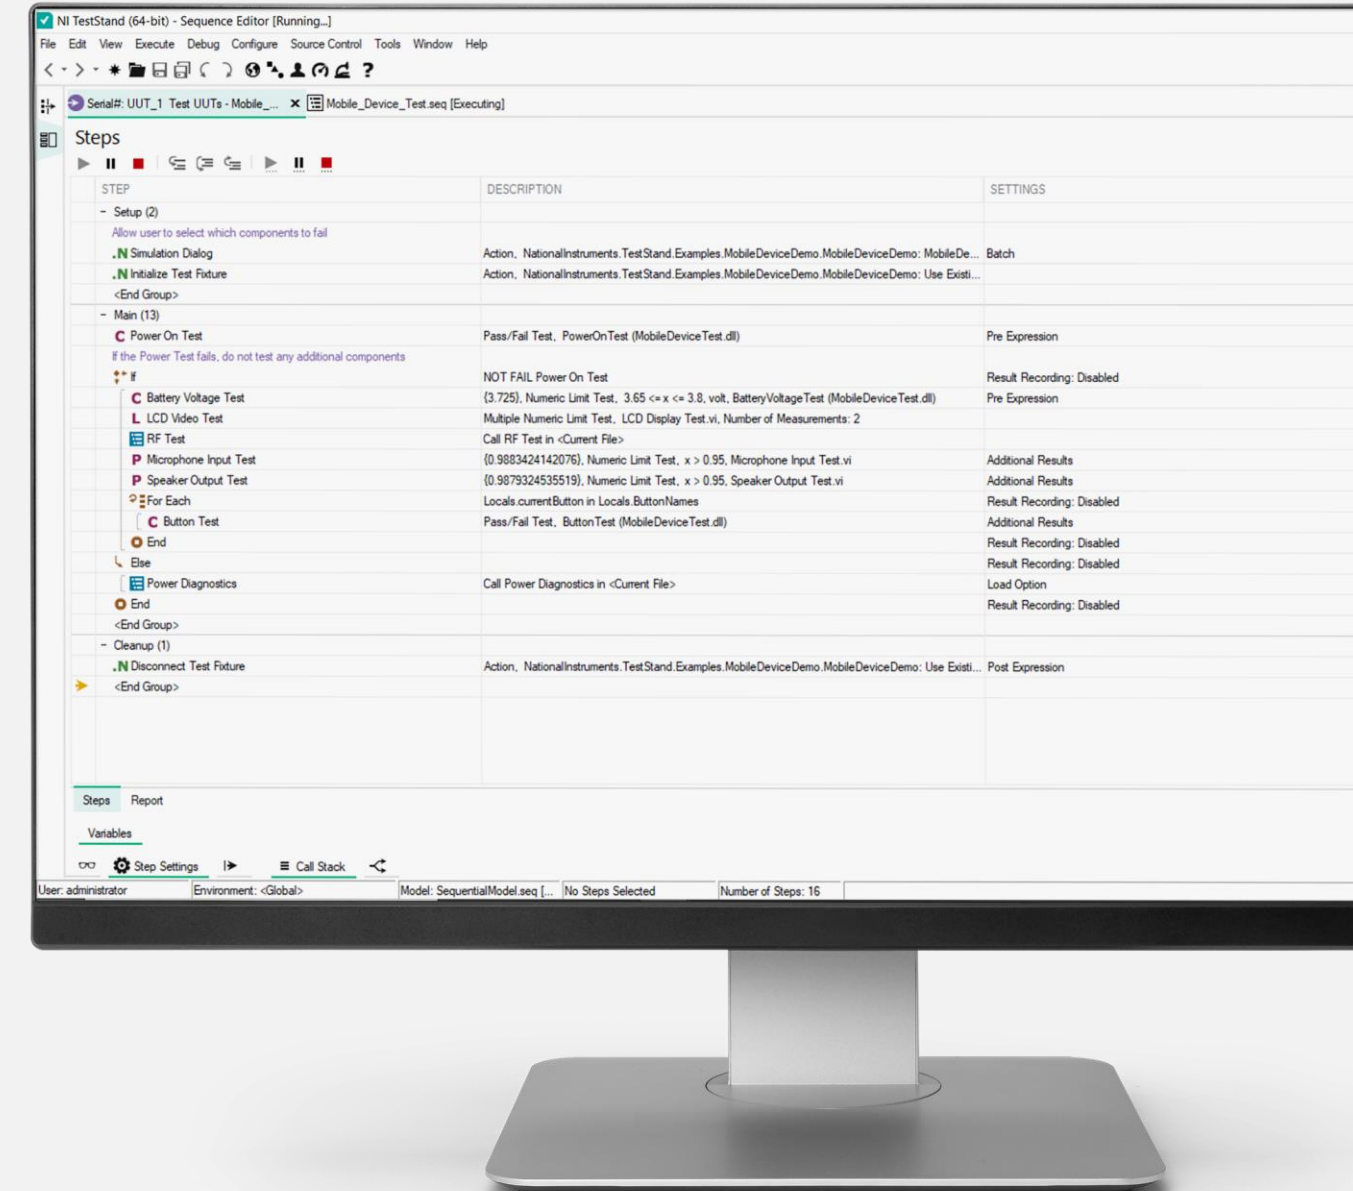 NI TestStand (64-bit) - Sequence Editor [Running...]
File Edit View Execute Debug Configure Source Control Tools Window Help
Serial#: UUT_1 Test UUTs - Mobile_... Mobile_Device_Test.seq [Executing]
Steps
STEP DESCRIPTION SETTINGS
Setup (2)
Allow user to select which components to fail
.N Simulation Dialog Action, NationalInstruments.TestStand.Examples.MobileDeviceDemo.MobileDeviceDemo: MobileDe... Batch
.N Initialize Test Fixture Action, NationalInstruments.TestStand.Examples.MobileDeviceDemo.MobileDeviceDemo: Use Existi...
<End Group>
Main (13)
C Power On Test Pass/Fail Test, PowerOnTest (MobileDeviceTest.dll) Pre Expression
If the Power Test fails, do not test any additional components
If NOT FAIL Power On Test Result Recording: Disabled
C Battery Voltage Test {3.725}, Numeric Limit Test, 3.65 <= x <= 3.8, volt, BatteryVoltageTest (MobileDeviceTest.dll) Pre Expression
L LCD Video Test Multiple Numeric Limit Test, LCD Display Test.vi, Number of Measurements: 2
RF Test Call RF Test in <Current File>
P Microphone Input Test {0.9883424142076}, Numeric Limit Test, x > 0.95, Microphone Input Test.vi Additional Results
P Speaker Output Test {0.9879324535519}, Numeric Limit Test, x > 0.95, Speaker Output Test.vi Additional Results
For Each Locals.currentButton in Locals.ButtonNames Result Recording: Disabled
C Button Test Pass/Fail Test, ButtonTest (MobileDeviceTest.dll) Additional Results
End Result Recording: Disabled
Else Result Recording: Disabled
Power Diagnostics Call Power Diagnostics in <Current File> Load Option
End Result Recording: Disabled
<End Group>
Cleanup (1)
.N Disconnect Test Fixture Action, NationalInstruments.TestStand.Examples.MobileDeviceDemo.MobileDeviceDemo: Use Existi... Post Expression
<End Group>
Steps Report
Variables
Step Settings Call Stack
User: administrator Environment: <Global> Model: SequentialModel.seq [... No Steps Selected Number of Steps: 16